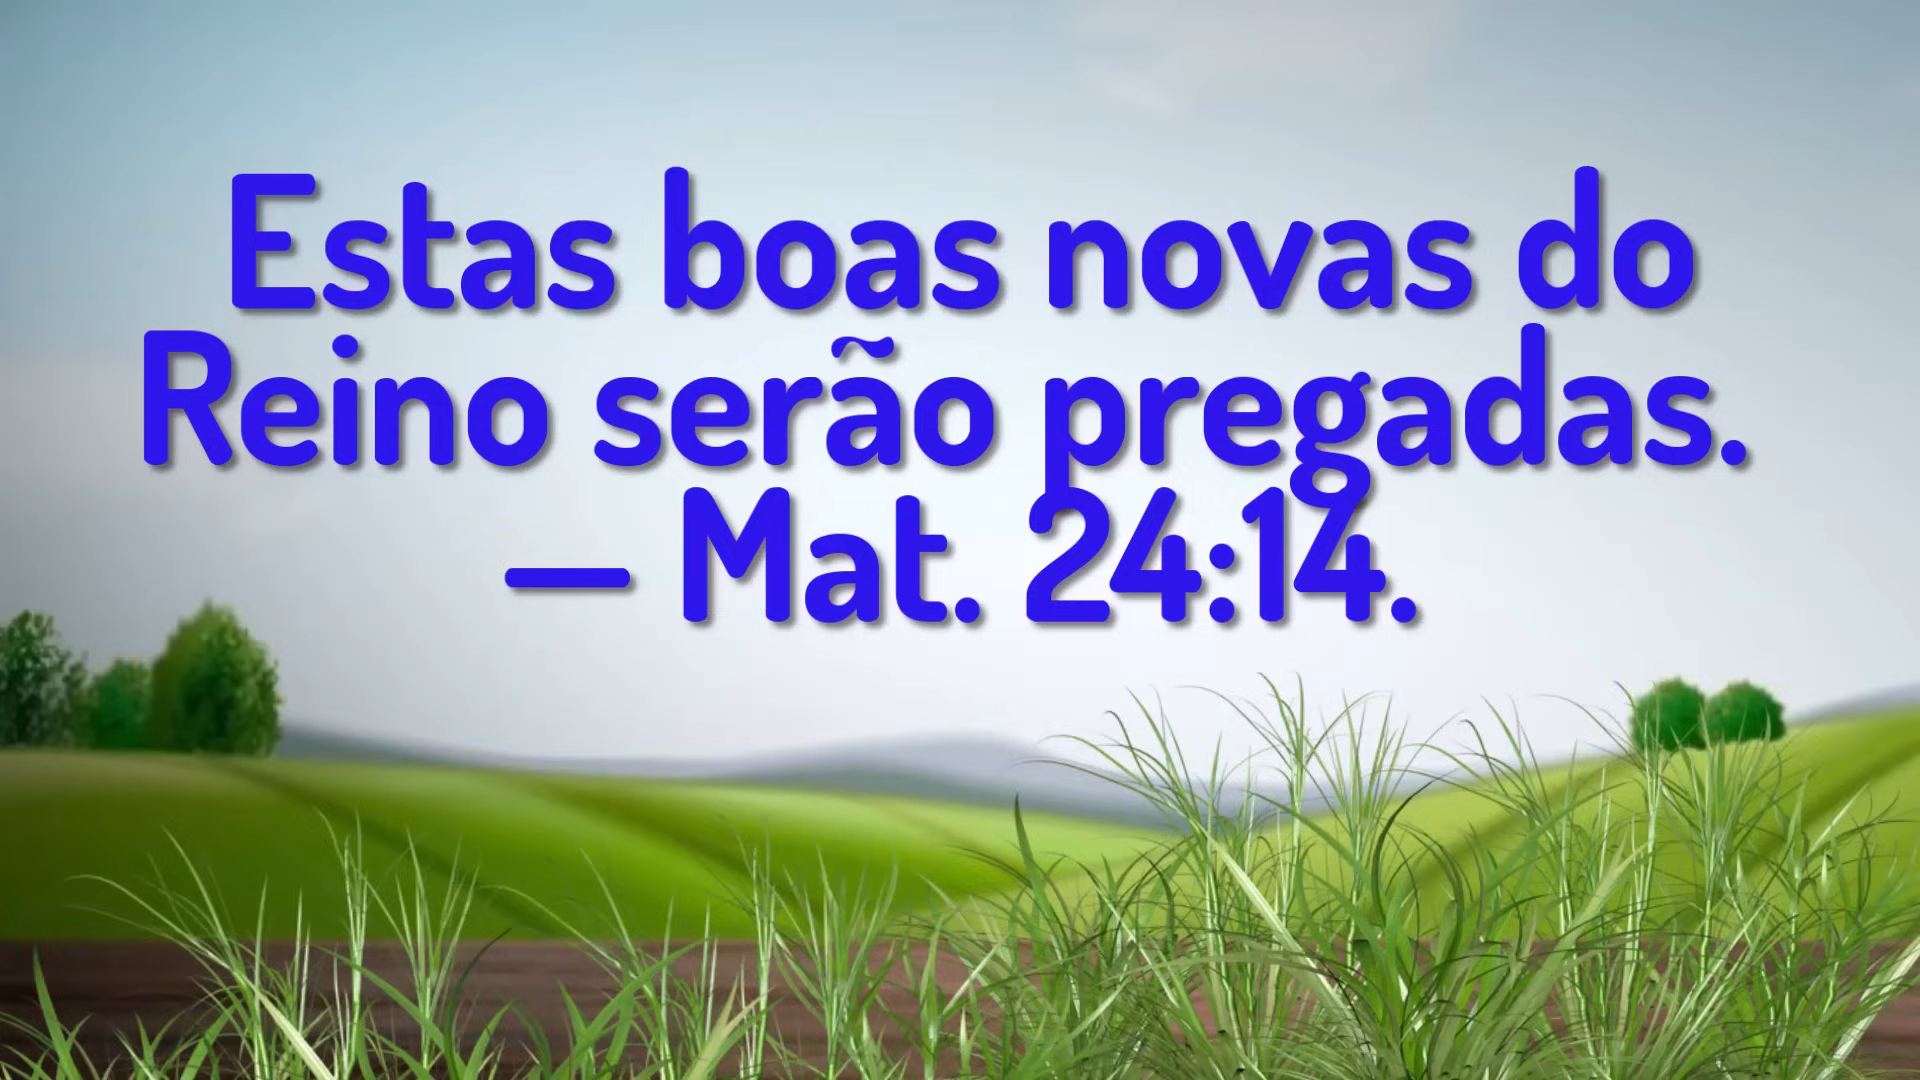 Estas boas novas do
Reino serão pregadas.
— Mat. 24:14.